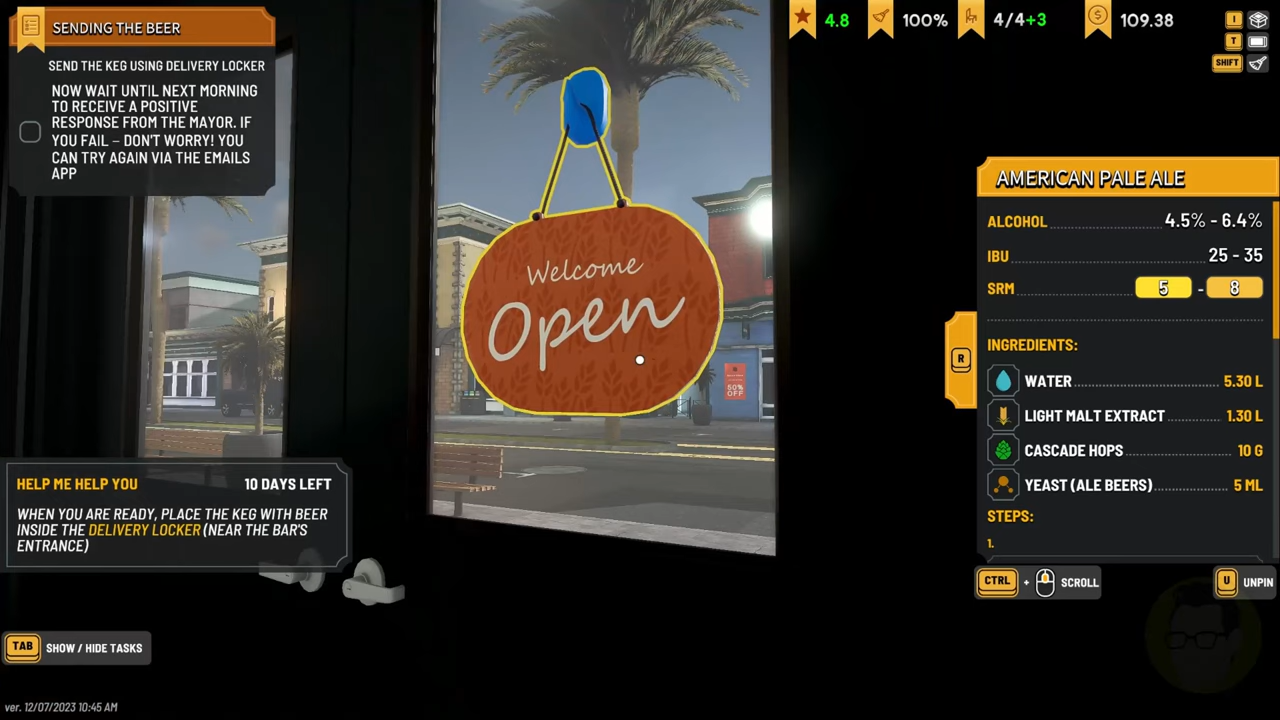 SENDING THE BEER
SEND THE KEG USING DELIVERY LOCKER
NOW WAIT UNTIL NEXT MORNING
TO RECEIVE A POSITIVE
RESPONSE FROM THE MAYOR. IF
YOU FAIL – DON'T WORRY! YOU
CAN TRY AGAIN VIA THE EMAILS
APP
4.8
100%
4/4+3
109.38
I
T
SHIFT
Welcome
Open
50%
OFF
AMERICAN PALE ALE
ALCOHOL 4.5% - 6.4%
IBU 25 - 35
SRM 5 - 8
INGREDIENTS:
WATER 5.30 L
LIGHT MALT EXTRACT 1.30 L
CASCADE HOPS 10 G
YEAST (ALE BEERS) 5 ML
STEPS:
1.
R
CTRL + SCROLL
U UNPIN
HELP ME HELP YOU 10 DAYS LEFT
WHEN YOU ARE READY, PLACE THE KEG WITH BEER
INSIDE THE DELIVERY LOCKER (NEAR THE BAR'S
ENTRANCE)
TAB SHOW / HIDE TASKS
ver. 12/07/2023 10:45 AM